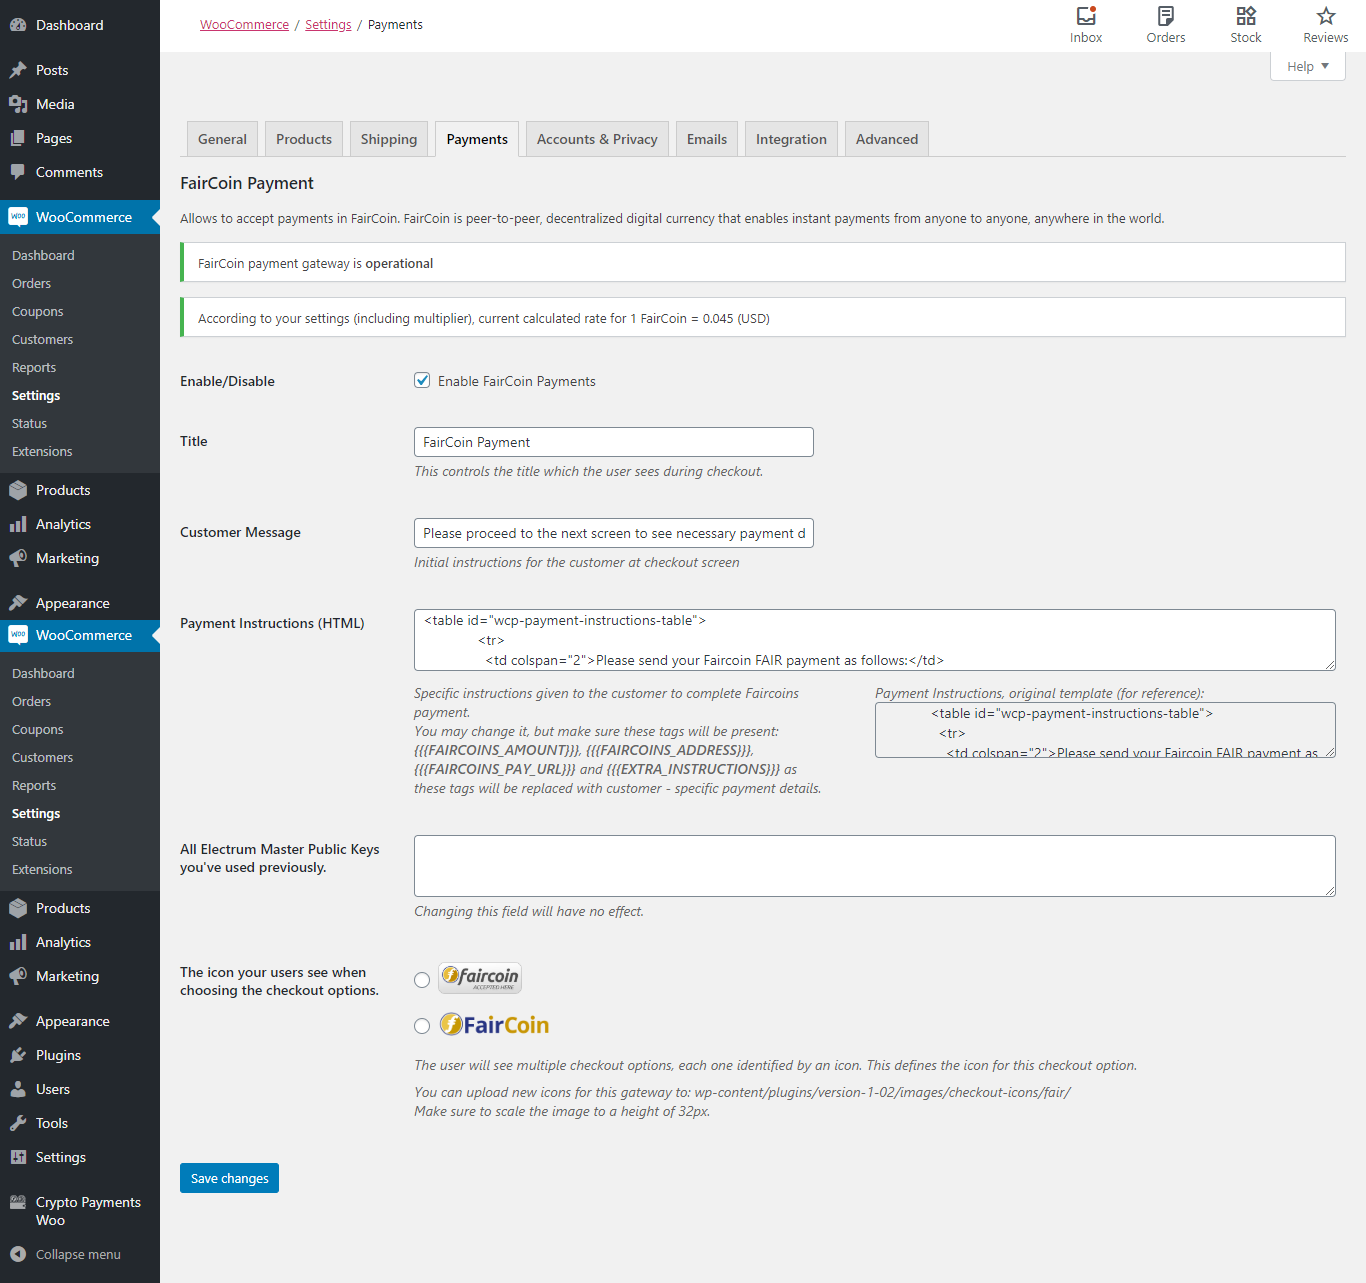 Dashboard
Posts
Media
Pages
Comments
WooCommerce
Dashboard
Orders
Coupons
Customers
Reports
Settings
Status
Extensions
Products
Analytics
Marketing
Appearance
WooCommerce
Dashboard
Orders
Coupons
Customers
Reports
Settings
Status
Extensions
Products
Analytics
Marketing
Appearance
Plugins
Users
Tools
Settings
Crypto Payments
Woo
Collapse menu
WooCommerce / Settings / Payments
Inbox Orders Stock Reviews
Help
General Products Shipping Payments Accounts & Privacy Emails Integration Advanced
FairCoin Payment
Allows to accept payments in FairCoin. FairCoin is peer-to-peer, decentralized digital currency that enables instant payments from anyone to anyone, anywhere in the world.
FairCoin payment gateway is operational
According to your settings (including multiplier), current calculated rate for 1 FairCoin = 0.045 (USD)
Enable/Disable
Enable FairCoin Payments
Title
FairCoin Payment
This controls the title which the user sees during checkout.
Customer Message
Please proceed to the next screen to see necessary payment d
Initial instructions for the customer at checkout screen
Payment Instructions (HTML)
<table id="wcp-payment-instructions-table">
<tr>
<td colspan="2">Please send your Faircoin FAIR payment as follows:</td>
Specific instructions given to the customer to complete Faircoins
payment.
You may change it, but make sure these tags will be present:
{{{FAIRCOINS_AMOUNT}}}, {{{FAIRCOINS_ADDRESS}}},
{{{FAIRCOINS_PAY_URL}}} and {{{EXTRA_INSTRUCTIONS}}} as
these tags will be replaced with customer - specific payment details.
Payment Instructions, original template (for reference):
<table id="wcp-payment-instructions-table">
<tr>
<td colspan="2">Please send your Faircoin FAIR payment as
All Electrum Master Public Keys
you've used previously.
Changing this field will have no effect.
The icon your users see when
choosing the checkout options.
faircoin
ACCEPTED HERE
FairCoin
The user will see multiple checkout options, each one identified by an icon. This defines the icon for this checkout option.
You can upload new icons for this gateway to: wp-content/plugins/version-1-02/images/checkout-icons/fair/
Make sure to scale the image to a height of 32px.
Save changes